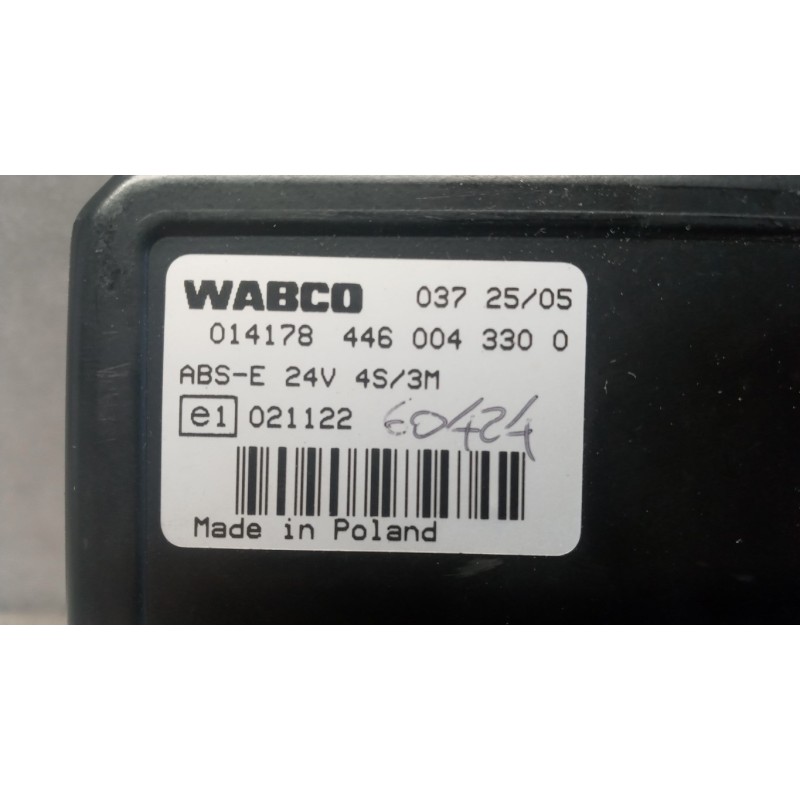 WABCO 037 25/05
014178 446 004 330 0
ABS-E 24V 4S/3M
e1 021122 60424
Made in Poland